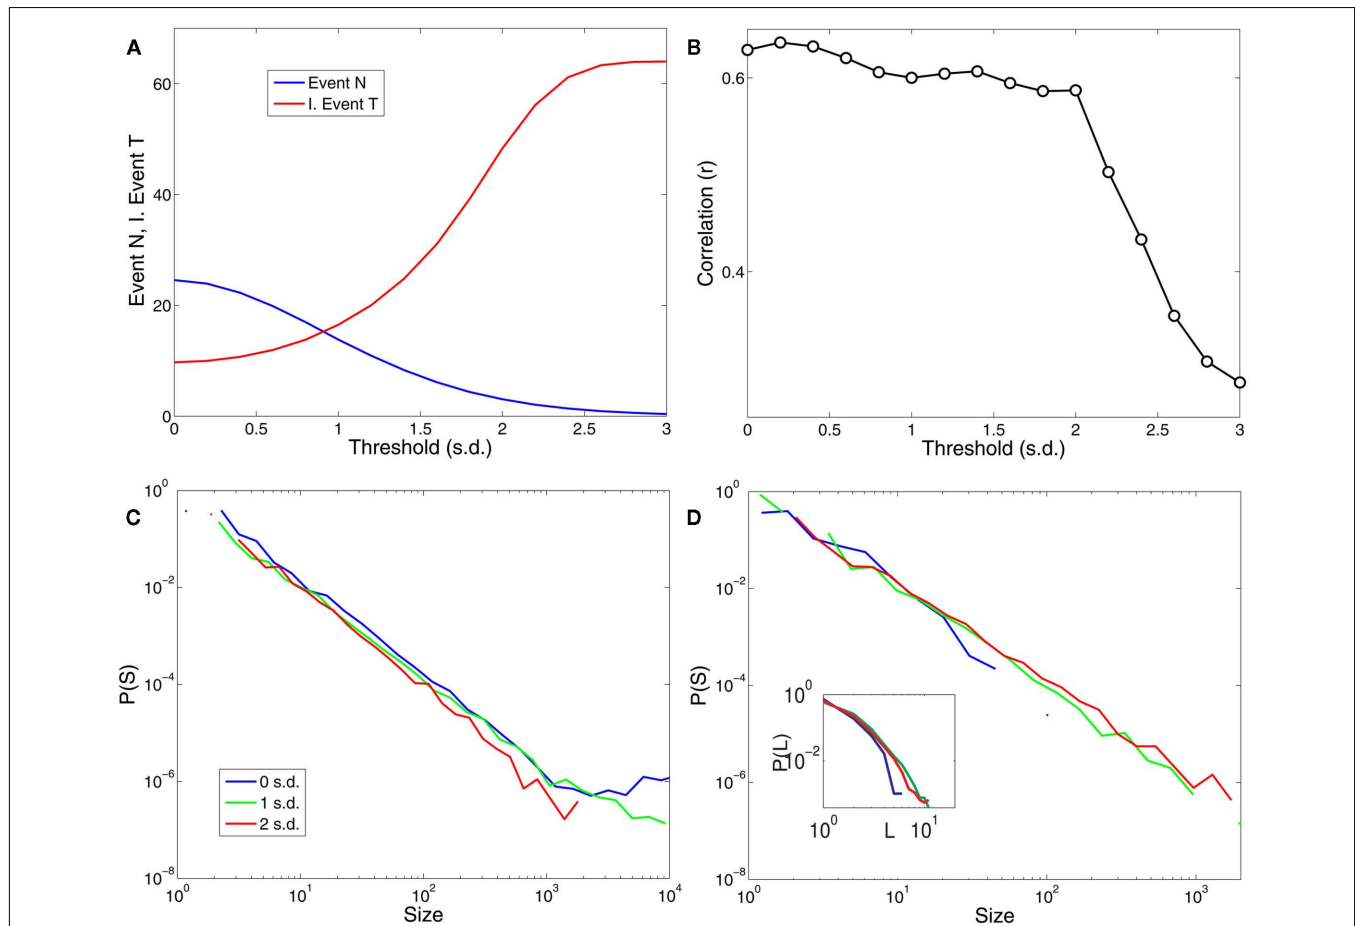 A
Event N, I. Event T
60
40
20
0
Event N
I. Event T
0 0.5 1 1.5 2 2.5 3
Threshold (s.d.)
B
Correlation (r)
0.6
0.4
0 0.5 1 1.5 2 2.5 3
Threshold (s.d.)
C
P(S)
10^0
10^-2
10^-4
10^-6
10^-8
0 s.d.
1 s.d.
2 s.d.
10^0 10^1 10^2 10^3 10^4
Size
D
P(S)
10^0
10^-2
10^-4
10^-6
10^-8
P(L)
10^0
10^-2
10^0 L 10^1
10^0 10^1 10^2 10^3
Size